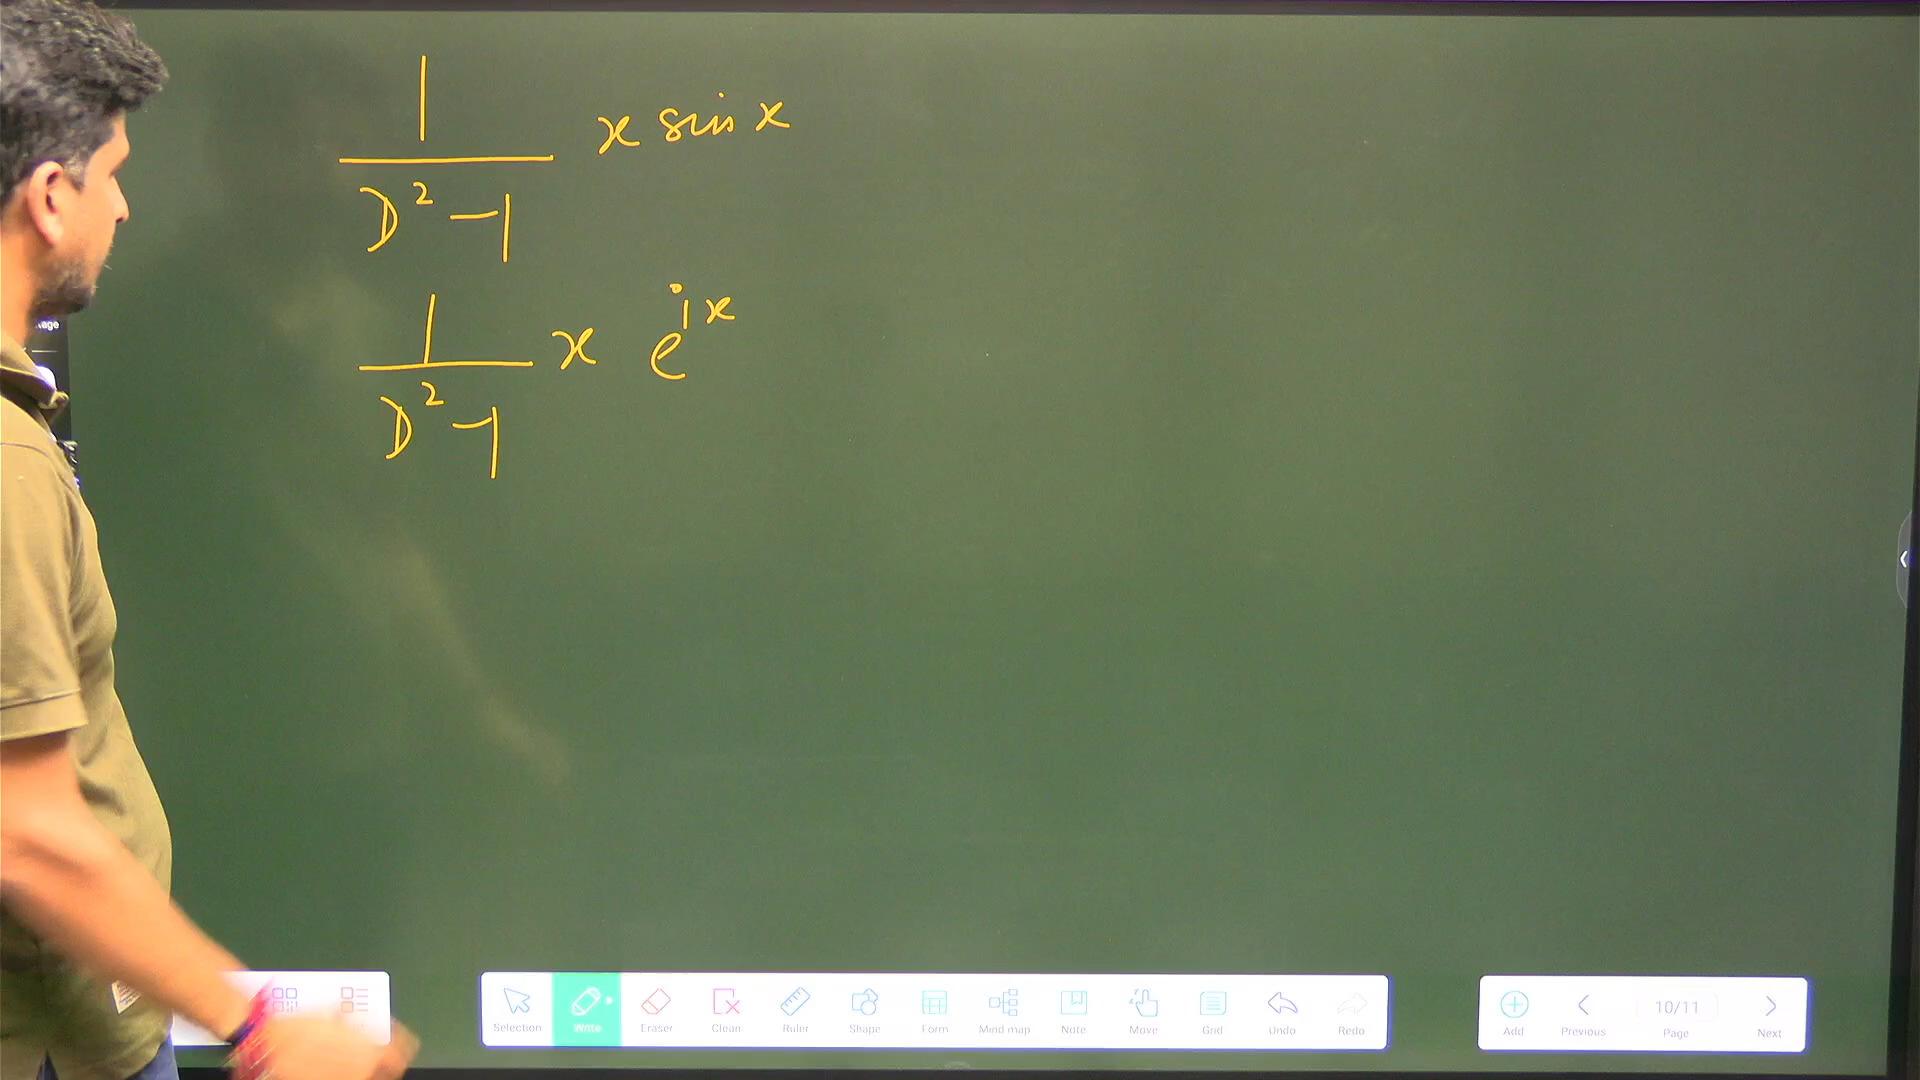 1
x sin x
D² - 1
1
x e^{ix}
D² - 1
age
Selection Write Eraser Clean Ruler Shape Form Mind map Note Move Grid Undo Redo
Add Previous 10/11 Page Next